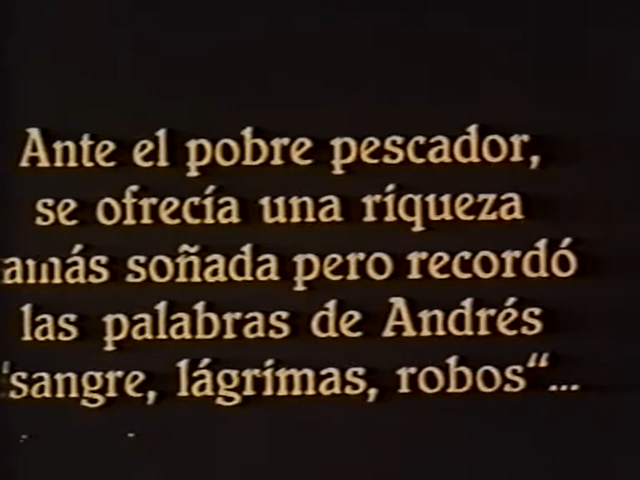 Ante el pobre pescador,
se ofrecía una riqueza
amás soñada pero recordó
las palabras de Andrés
"sangre, lágrimas, robos“...